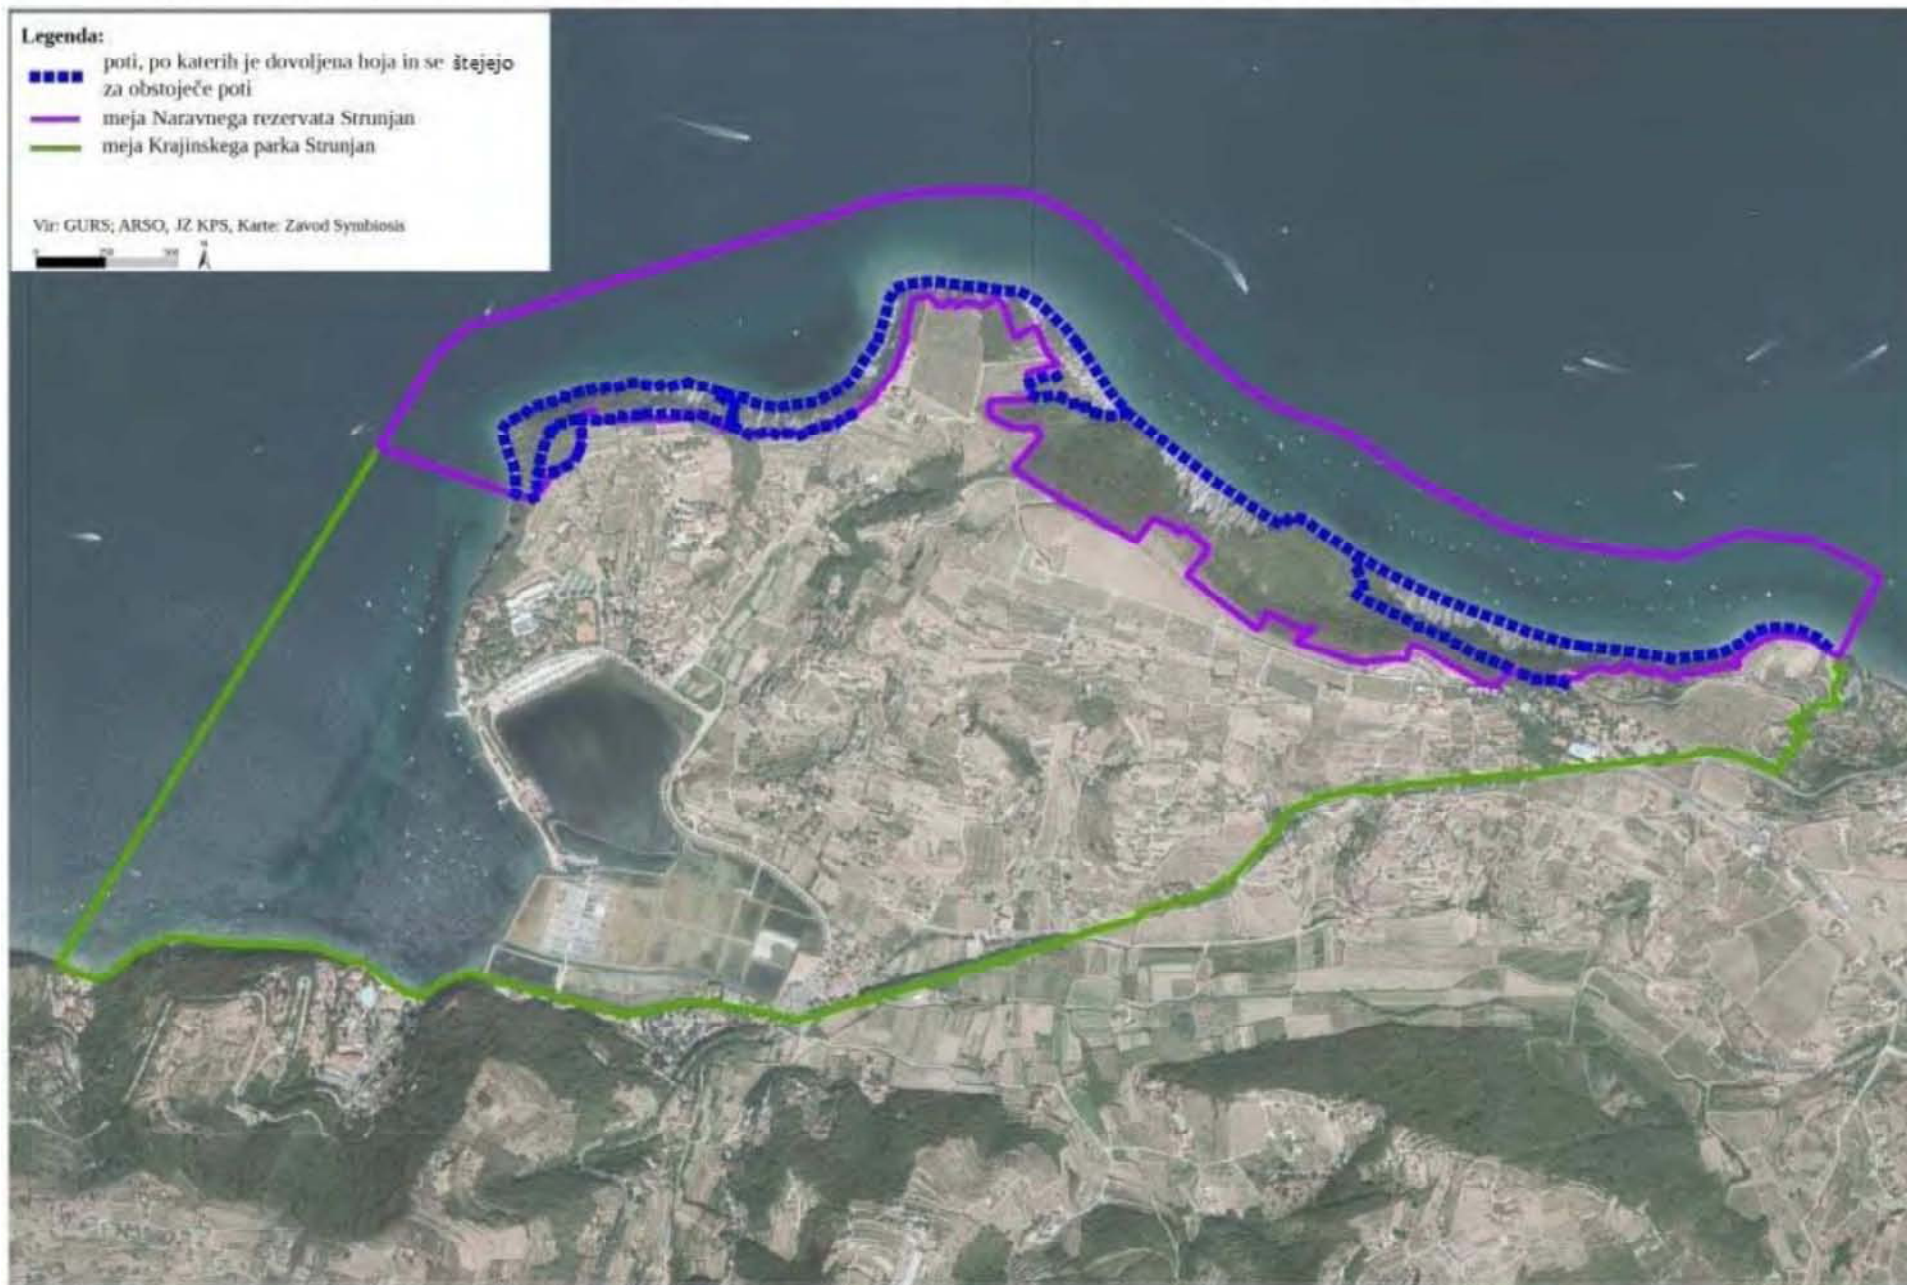 Legenda:
poti, po katerih je dovoljena hoja in se štejejo
za obstoječe poti
meja Naravnega rezervata Strunjan
meja Krajinskega parka Strunjan
Vir: GURS; ARSO, JZ KPS, Karte: Zavod Symbiosis